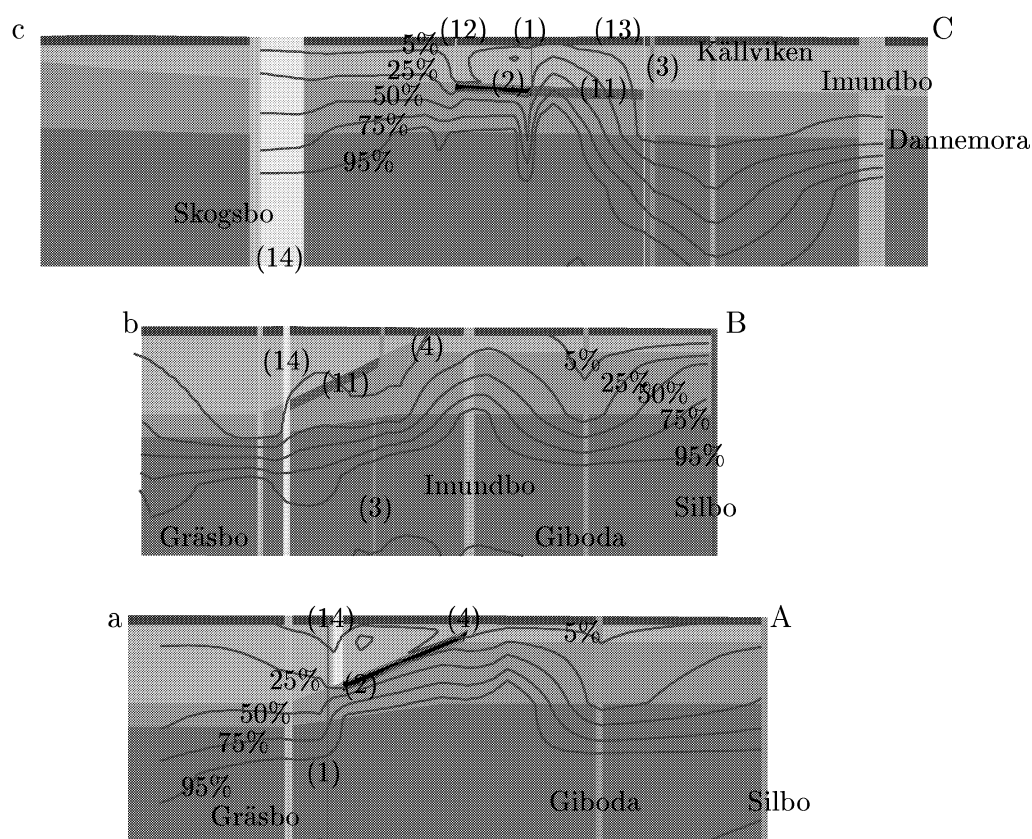 c
(12) (1) (13) C
5% Källviken
25% (3)
50% (2) (11) Imundbo
75% Dannemora
95%
Skogsbo
(14)
b B
(14) (4) 5%
(11) 25% 50%
75%
95%
Imundbo
(3) Silbo
Gräsbo Giboda
a (14) (4) A
5%
25% (2)
50%
75%
(1)
95%
Gräsbo Giboda Silbo